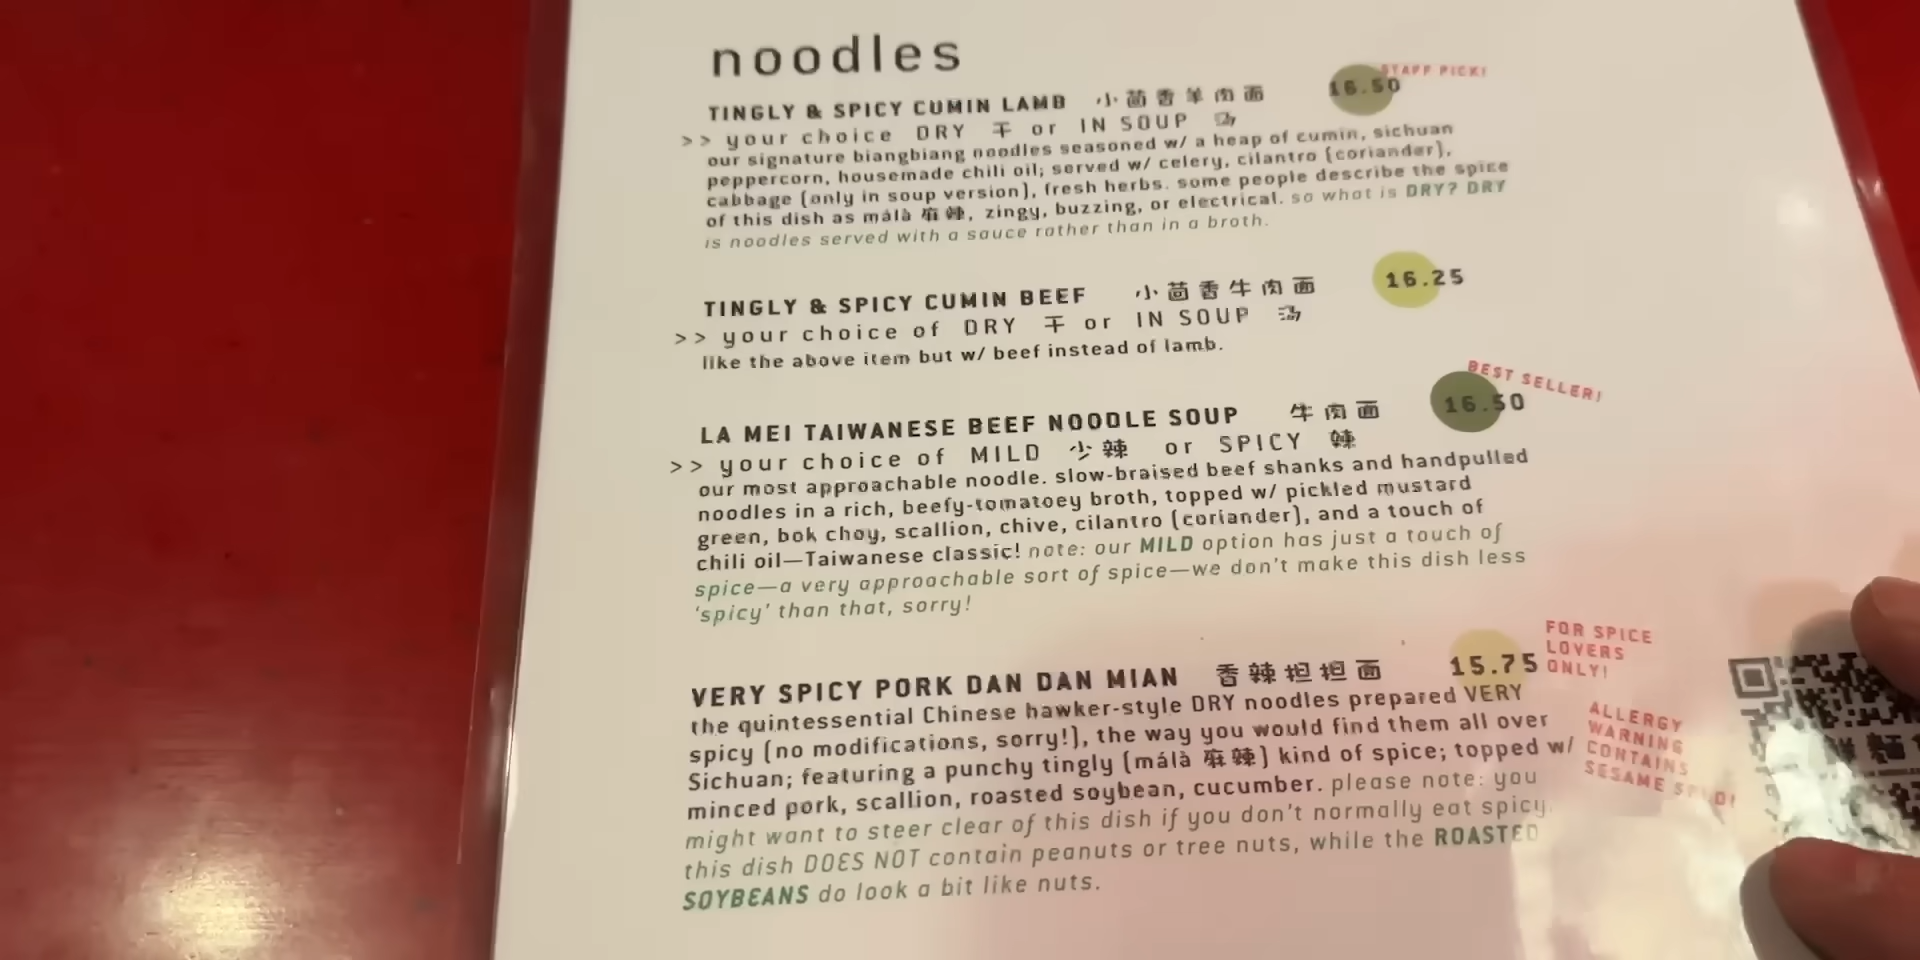 noodles
STAFF PICK!
TINGLY & SPICY CUMIN LAMB 小茴香羊肉面 16.50
>> your choice DRY 干 or IN SOUP 汤
our signature biangbiang noodles seasoned w/ a heap of cumin, sichuan
peppercorn, housemade chili oil; served w/ celery, cilantro (coriander),
cabbage (only in soup version), fresh herbs. some people describe the spice
of this dish as málà 麻辣, zingy, buzzing, or electrical. so what is DRY? DRY
is noodles served with a sauce rather than in a broth.
TINGLY & SPICY CUMIN BEEF 小茴香牛肉面 16.25
>> your choice of DRY 干 or IN SOUP 汤
like the above item but w/ beef instead of lamb.
BEST SELLER!
LA MEI TAIWANESE BEEF NOODLE SOUP 牛肉面 16.50
>> your choice of MILD 少辣 or SPICY 辣
our most approachable noodle. slow-braised beef shanks and handpulled
noodles in a rich, beefy-tomatoey broth, topped w/ pickled mustard
green, bok choy, scallion, chive, cilantro (coriander), and a touch of
chili oil—Taiwanese classic! note: our MILD option has just a touch of
spice—a very approachable sort of spice—we don't make this dish less
'spicy' than that, sorry!
VERY SPICY PORK DAN DAN MIAN 香辣担担面 15.75
FOR SPICE
LOVERS
ONLY!
the quintessential Chinese hawker-style DRY noodles prepared VERY
spicy (no modifications, sorry!), the way you would find them all over
Sichuan; featuring a punchy tingly (málà 麻辣) kind of spice; topped w/
minced pork, scallion, roasted soybean, cucumber. please note: you
might want to steer clear of this dish if you don't normally eat spicy.
this dish DOES NOT contain peanuts or tree nuts, while the ROASTED
SOYBEANS do look a bit like nuts.
ALLERGY
WARNING
CONTAINS
SESAME